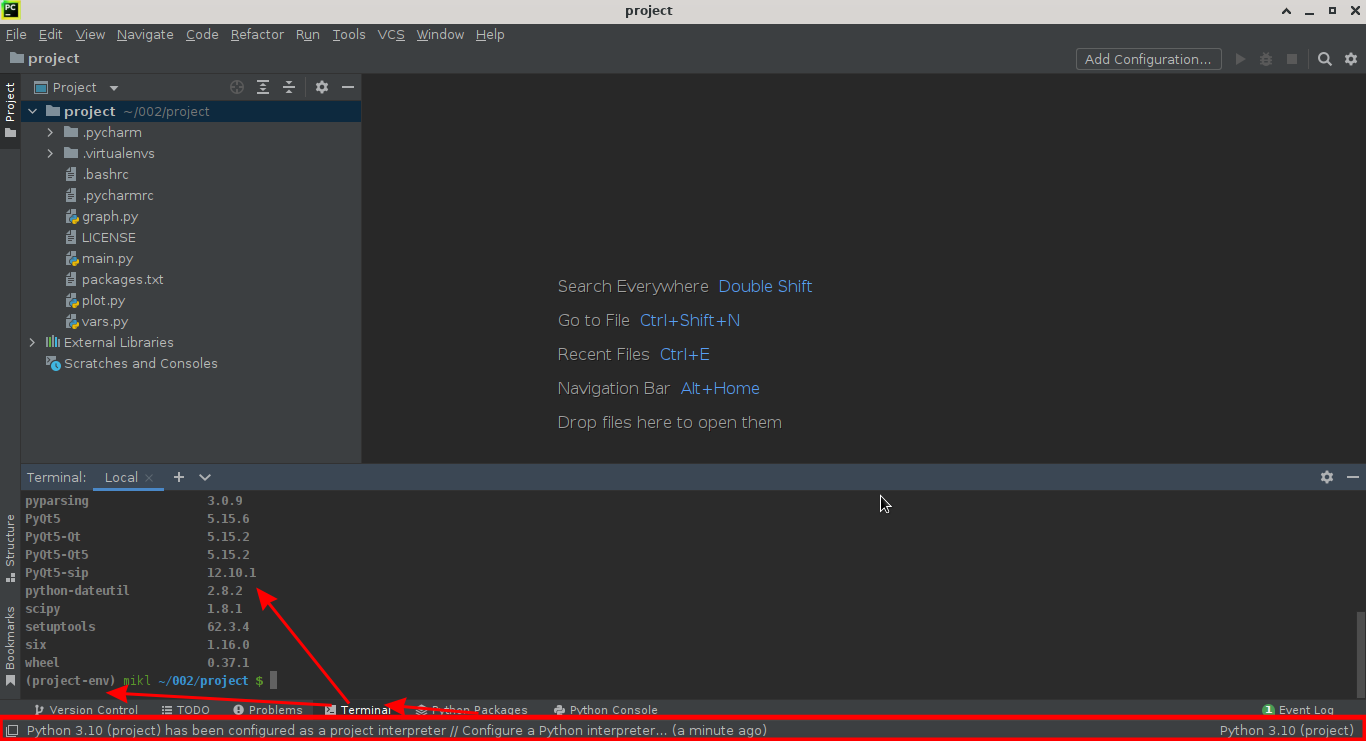 PC
project
File Edit View Navigate Code Refactor Run Tools VCS Window Help
project
Add Configuration...
Project
Project
project ~/002/project
.pycharm
.virtualenvs
.bashrc
.pycharmrc
graph.py
LICENSE
main.py
packages.txt
plot.py
vars.py
External Libraries
Scratches and Consoles
Search Everywhere Double Shift
Go to File Ctrl+Shift+N
Recent Files Ctrl+E
Navigation Bar Alt+Home
Drop files here to open them
Structure
Bookmarks
Terminal: Local
pyparsing 3.0.9
PyQt5 5.15.6
PyQt5-Qt 5.15.2
PyQt5-Qt5 5.15.2
PyQt5-sip 12.10.1
python-dateutil 2.8.2
scipy 1.8.1
setuptools 62.3.4
six 1.16.0
wheel 0.37.1
(project-env) mikl ~/002/project $
Version Control TODO Problems Terminal Python Packages Python Console 1 Event Log
Python 3.10 (project) has been configured as a project interpreter // Configure a Python interpreter... (a minute ago) Python 3.10 (project)